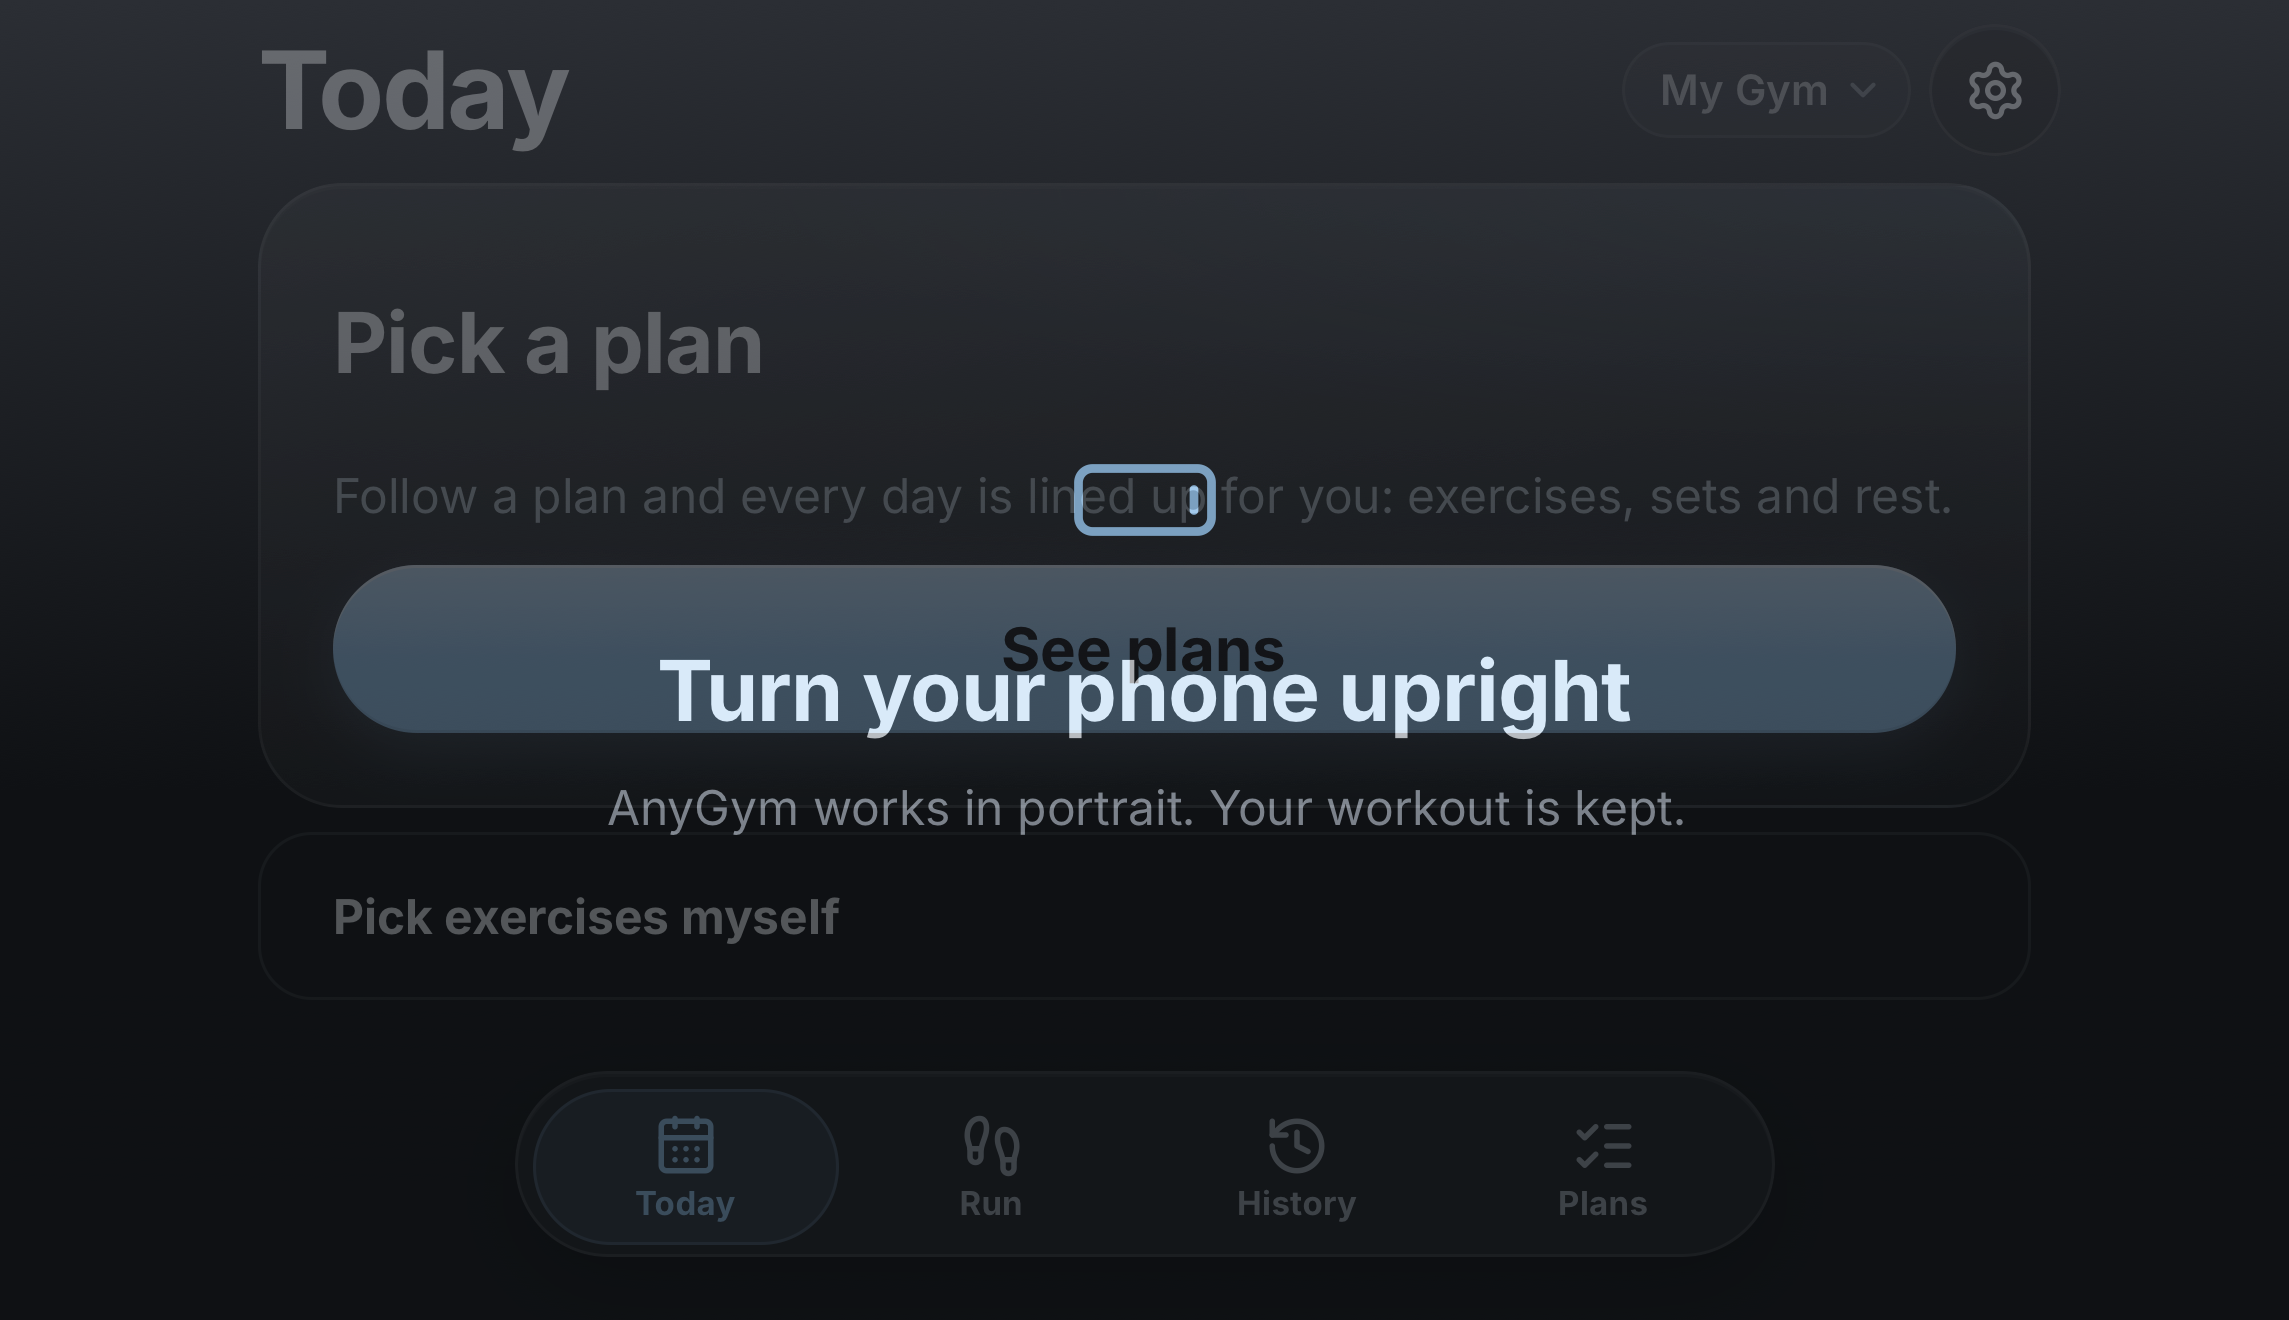 Today
My Gym
Pick a plan
Follow a plan and every day is lined up for you: exercises, sets and rest.
See plans
Turn your phone upright
AnyGym works in portrait. Your workout is kept.
Pick exercises myself
Today
Run
History
Plans